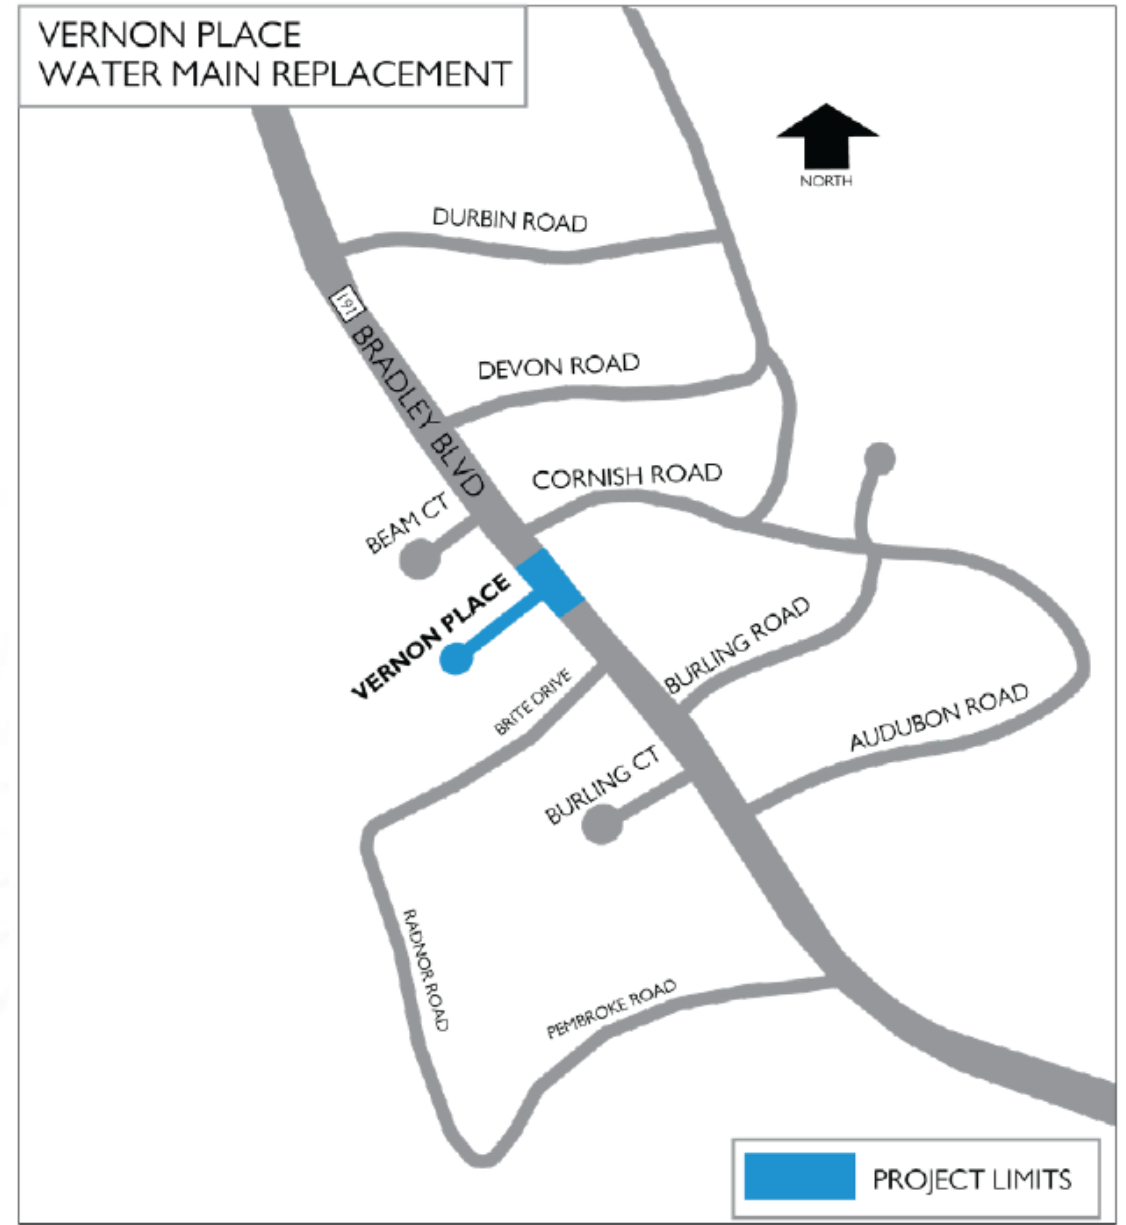 VERNON PLACE
WATER MAIN REPLACEMENT
NORTH
DURBIN ROAD
191
BRADLEY BLVD
DEVON ROAD
CORNISH ROAD
BEAM CT
VERNON PLACE
BURLING ROAD
BRITE DRIVE
AUDUBON ROAD
BURLING CT
RADNOR ROAD
PEMBROKE ROAD
PROJECT LIMITS